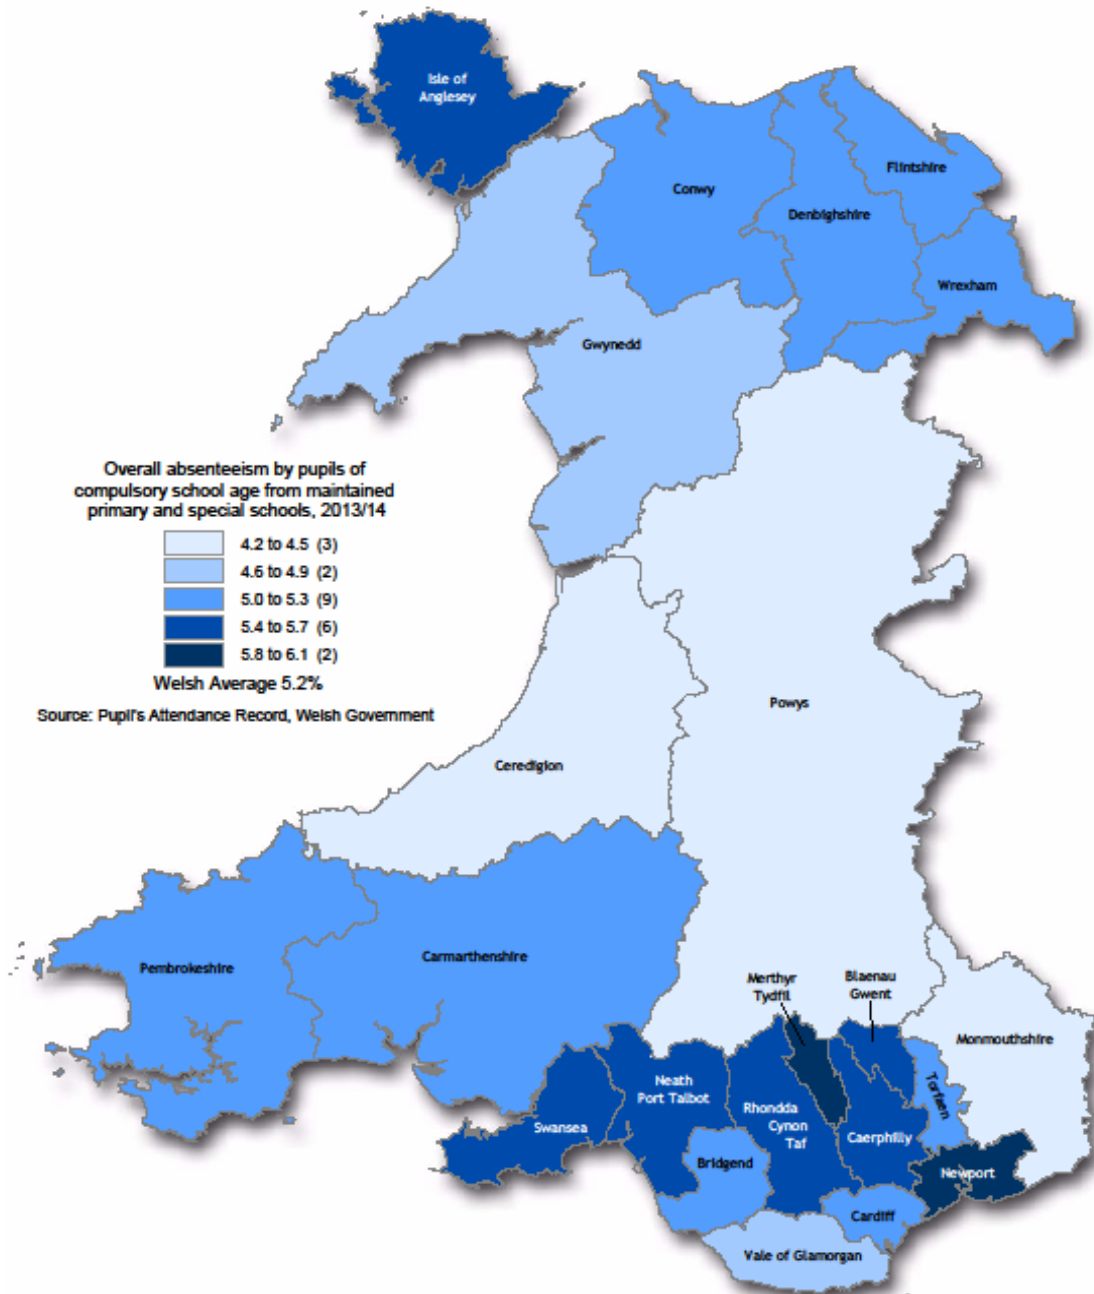 Isle of
Anglesey
Flintshire
Conwy
Denbighshire
Wrexham
Gwynedd
Overall absenteeism by pupils of
compulsory school age from maintained
primary and special schools, 2013/14
4.2 to 4.5 (3)
4.6 to 4.9 (2)
5.0 to 5.3 (9)
5.4 to 5.7 (6)
5.8 to 6.1 (2)
Welsh Average 5.2%
Source: Pupil's Attendance Record, Welsh Government
Powys
Ceredigion
Carmarthenshire
Pembrokeshire
Merthyr
Tydfil
Blaenau
Gwent
Monmouthshire
Torfaen
Neath
Port Talbot
Rhondda
Cynon
Taf
Swansea
Caerphilly
Bridgend
Newport
Cardiff
Vale of Glamorgan